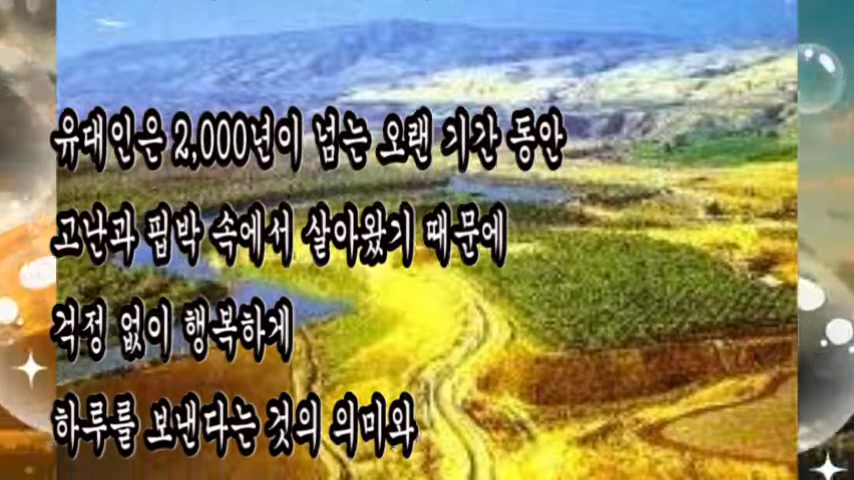 유대인은 2,000년이 넘는 오랜 기간 동안
고난과 핍박 속에서 살아왔기 때문에
걱정 없이 행복하게
하루를 보낸다는 것의 의미와